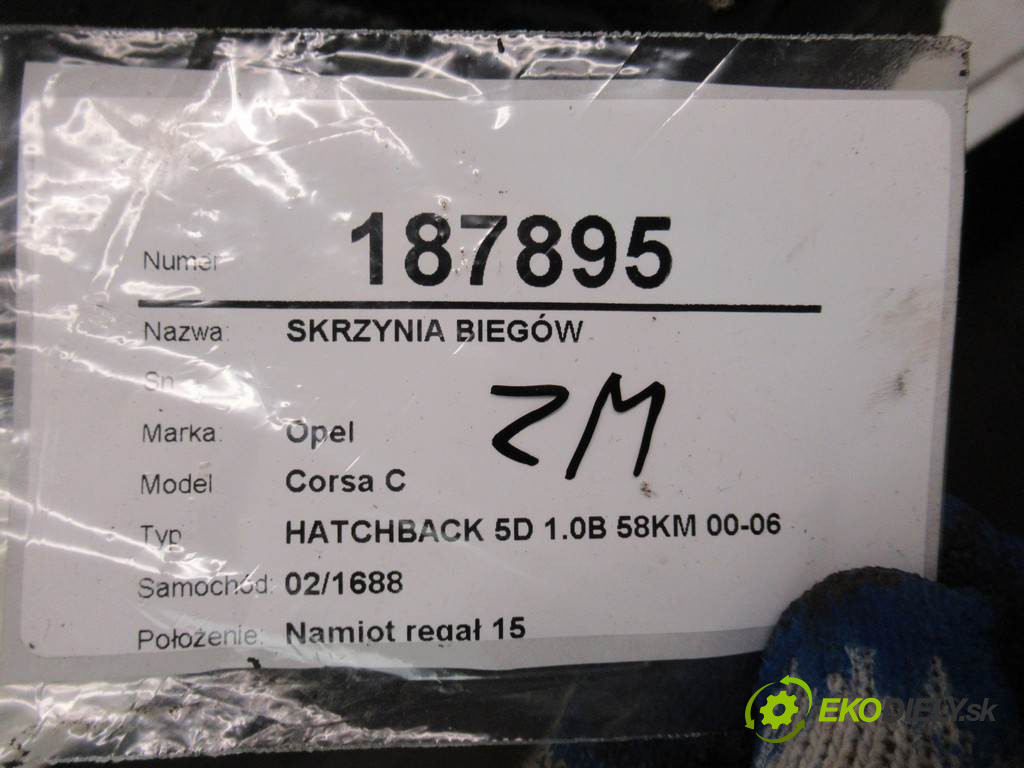 Numer 187895
Nazwa: SKRZYNIA BIEGÓW
Sn
ZM
Marka: Opel
Model Corsa C
Typ HATCHBACK 5D 1.0B 58KM 00-06
Samochód: 02/1688
Położenie: Namiot regał 15
EKODIELY.sk